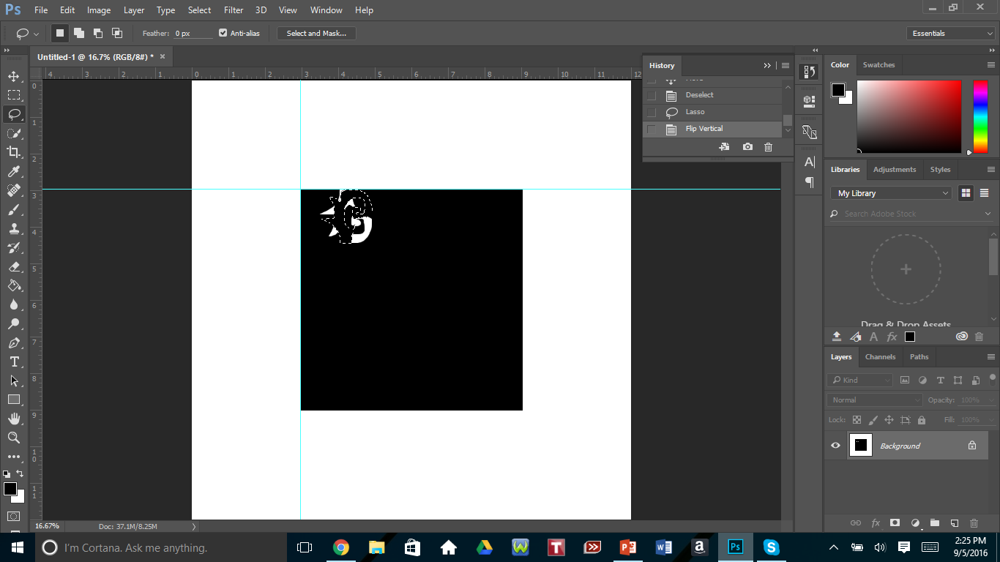 Ps File Edit Image Layer Type Select Filter 3D View Window Help
Feather: 0 px Anti-alias Select and Mask... Essentials
Untitled-1 @ 16.7% (RGB/8#) * ×
4 3 2 1 0 1 2 3 4 5 6 7 8 9 10 11 12
0
1
2
3
4
5
6
7
8
9
10
11
History
Deselect
Lasso
Flip Vertical
Color Swatches
Libraries Adjustments Styles
My Library
Search Adobe Stock
Drag & Drop Assets
Layers Channels Paths
Kind
Normal Opacity: 100%
Lock: Fill: 100%
Background
16.67% Doc: 37.1M/8.25M
I'm Cortana. Ask me anything.
2:25 PM
9/5/2016